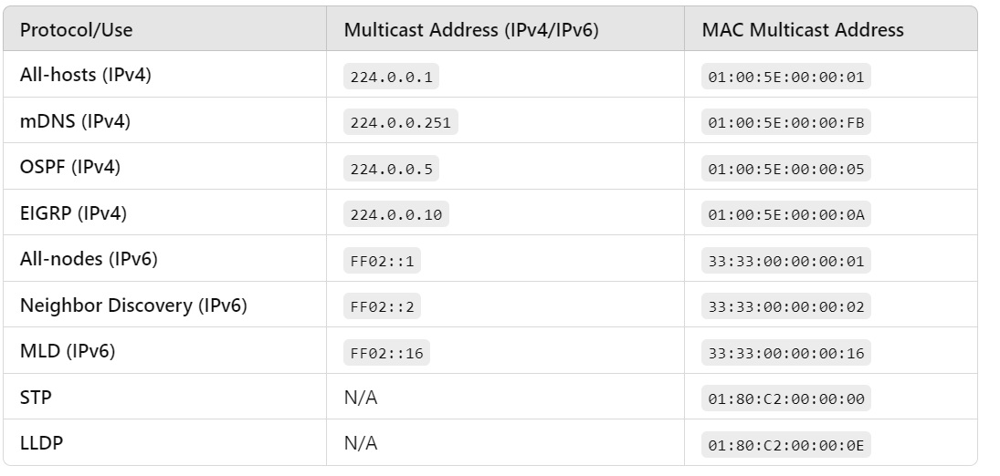 Protocol/Use Multicast Address (IPv4/IPv6) MAC Multicast Address
All-hosts (IPv4) 224.0.0.1 01:00:5E:00:00:01
mDNS (IPv4) 224.0.0.251 01:00:5E:00:00:FB
OSPF (IPv4) 224.0.0.5 01:00:5E:00:00:05
EIGRP (IPv4) 224.0.0.10 01:00:5E:00:00:0A
All-nodes (IPv6) FF02::1 33:33:00:00:00:01
Neighbor Discovery (IPv6) FF02::2 33:33:00:00:00:02
MLD (IPv6) FF02::16 33:33:00:00:00:16
STP N/A 01:80:C2:00:00:00
LLDP N/A 01:80:C2:00:00:0E